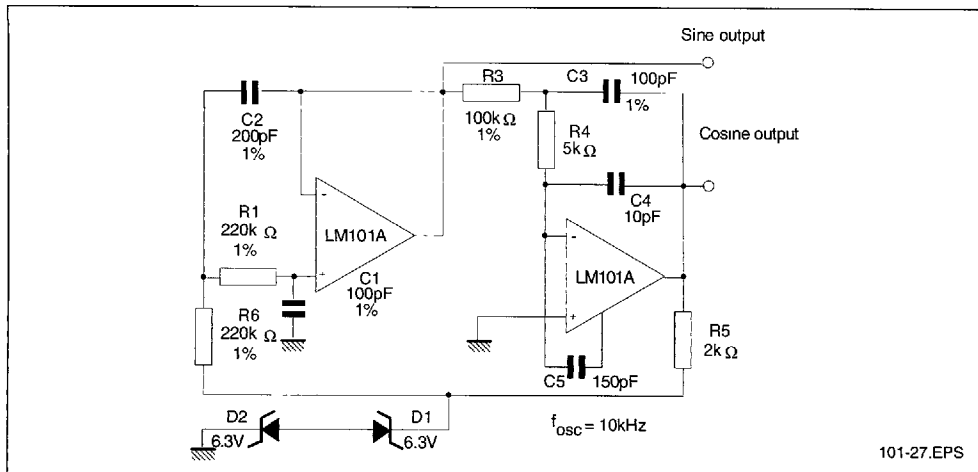 Sine output
R3
C3
100pF
1%
C2
200pF
1%
100kΩ
1%
R4
5kΩ
Cosine output
R1
220kΩ
1%
-
LM101A
+
C4
10pF
C1
100pF
1%
-
LM101A
+
R6
220kΩ
1%
R5
2kΩ
C5
150pF
D2
6.3V
D1
6.3V
fosc = 10kHz
101-27.EPS